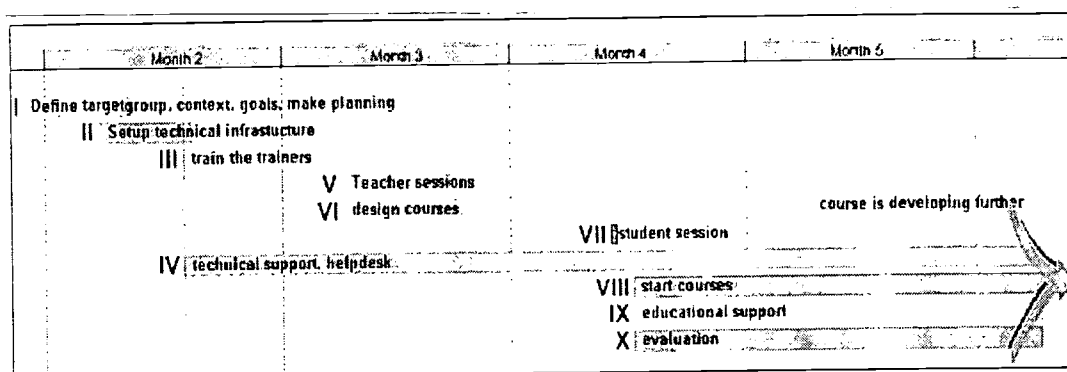 Month 2 Month 3 Month 4 Month 5
I Define targetgroup, context, goals, make planning
II Setup technical infrastucture
III train the trainers
V Teacher sessions
VI design courses
course is developing further
VII student session
IV technical support, helpdesk
VIII start courses
IX educational support
X evaluation